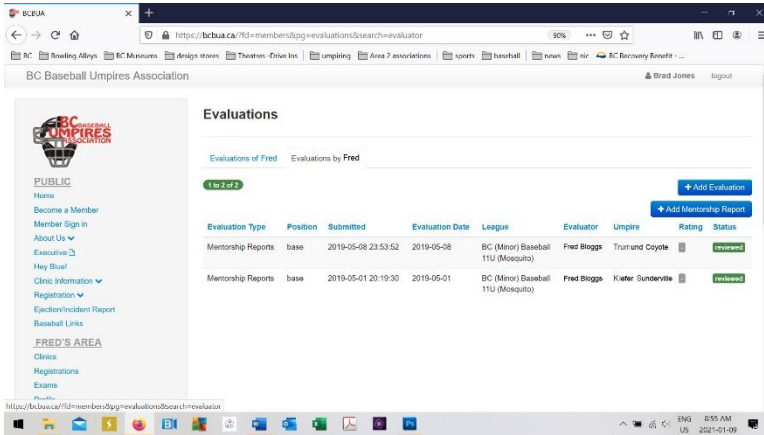 BCBUA
https://bcbua.ca/?fd=members&pg=evaluations&search=evaluator
90%
BC Bowling Alleys BC Museums design stores Theatres -Drive Ins umpiring Area 2 associations sports baseball news nic BC Recovery Benefit - ...
BC Baseball Umpires Association
Brad Jones logout
BC BASEBALL
UMPIRES
ASSOCIATION
Evaluations
Evaluations of Fred Evaluations by Fred
1 to 2 of 2
+ Add Evaluation
+ Add Mentorship Report
Evaluation Type Position Submitted Evaluation Date League Evaluator Umpire Rating Status
Mentorship Reports base 2019-05-08 23:53:52 2019-05-08 BC (Minor) Baseball Fred Bloggs Trumund Coyote reviewed
11U (Mosquito)
Mentorship Reports base 2019-05-01 20:19:30 2019-05-01 BC (Minor) Baseball Fred Bloggs Kiefer Sunderville reviewed
11U (Mosquito)
PUBLIC
Home
Become a Member
Member Sign in
About Us
Executive
Hey Blue!
Clinic Information
Registration
Ejection/Incident Report
Baseball Links
FRED'S AREA
Clinics
Registrations
Exams
https://bcbua.ca/?fd=members&pg=evaluations&search=evaluator
ENG 8:55 AM
US 2021-01-09